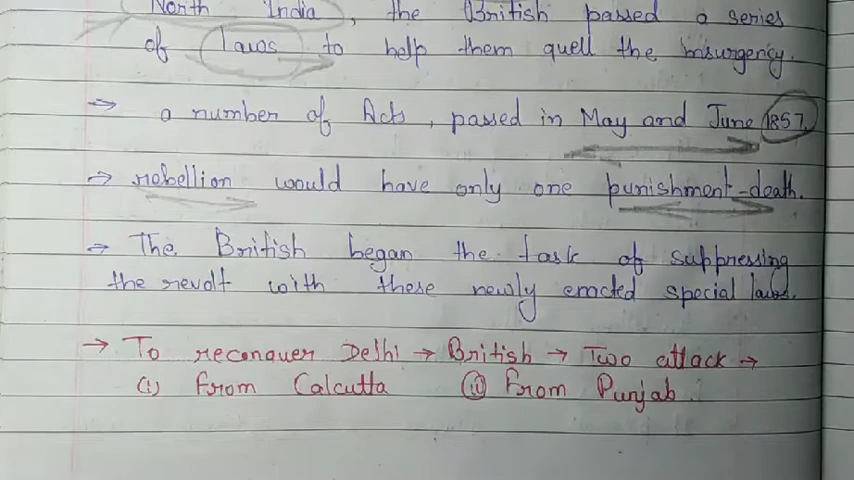 North India, the British passed a series
of laws to help them quell the insurgency.
→ a number of Acts, passed in May and June 1857.
→ rebellion would have only one punishment-death.
→ The British began the task of suppressing
the revolt with these newly enacted special laws.
→ To reconquer Delhi → British → Two attack →
(i) From Calcutta (ii) From Punjab.